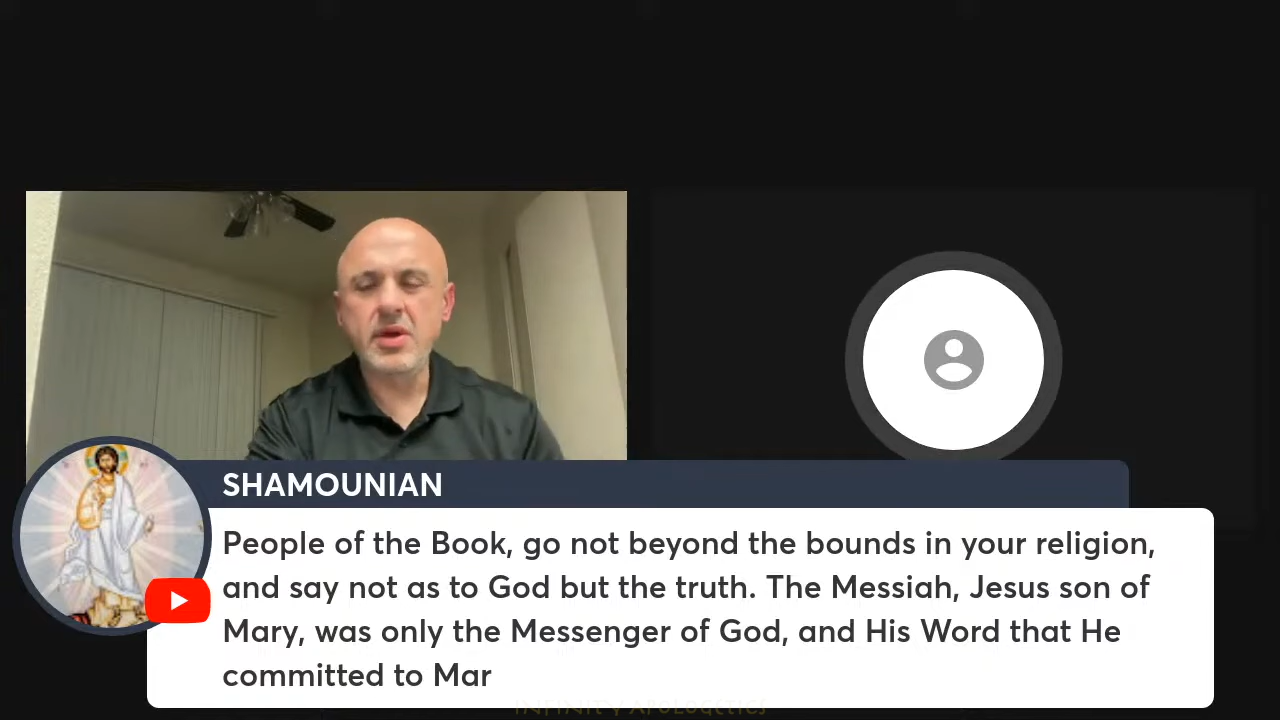 SHAMOUNIAN
People of the Book, go not beyond the bounds in your religion,
and say not as to God but the truth. The Messiah, Jesus son of
Mary, was only the Messenger of God, and His Word that He
committed to Mar
INFINITY APOLOGETICS